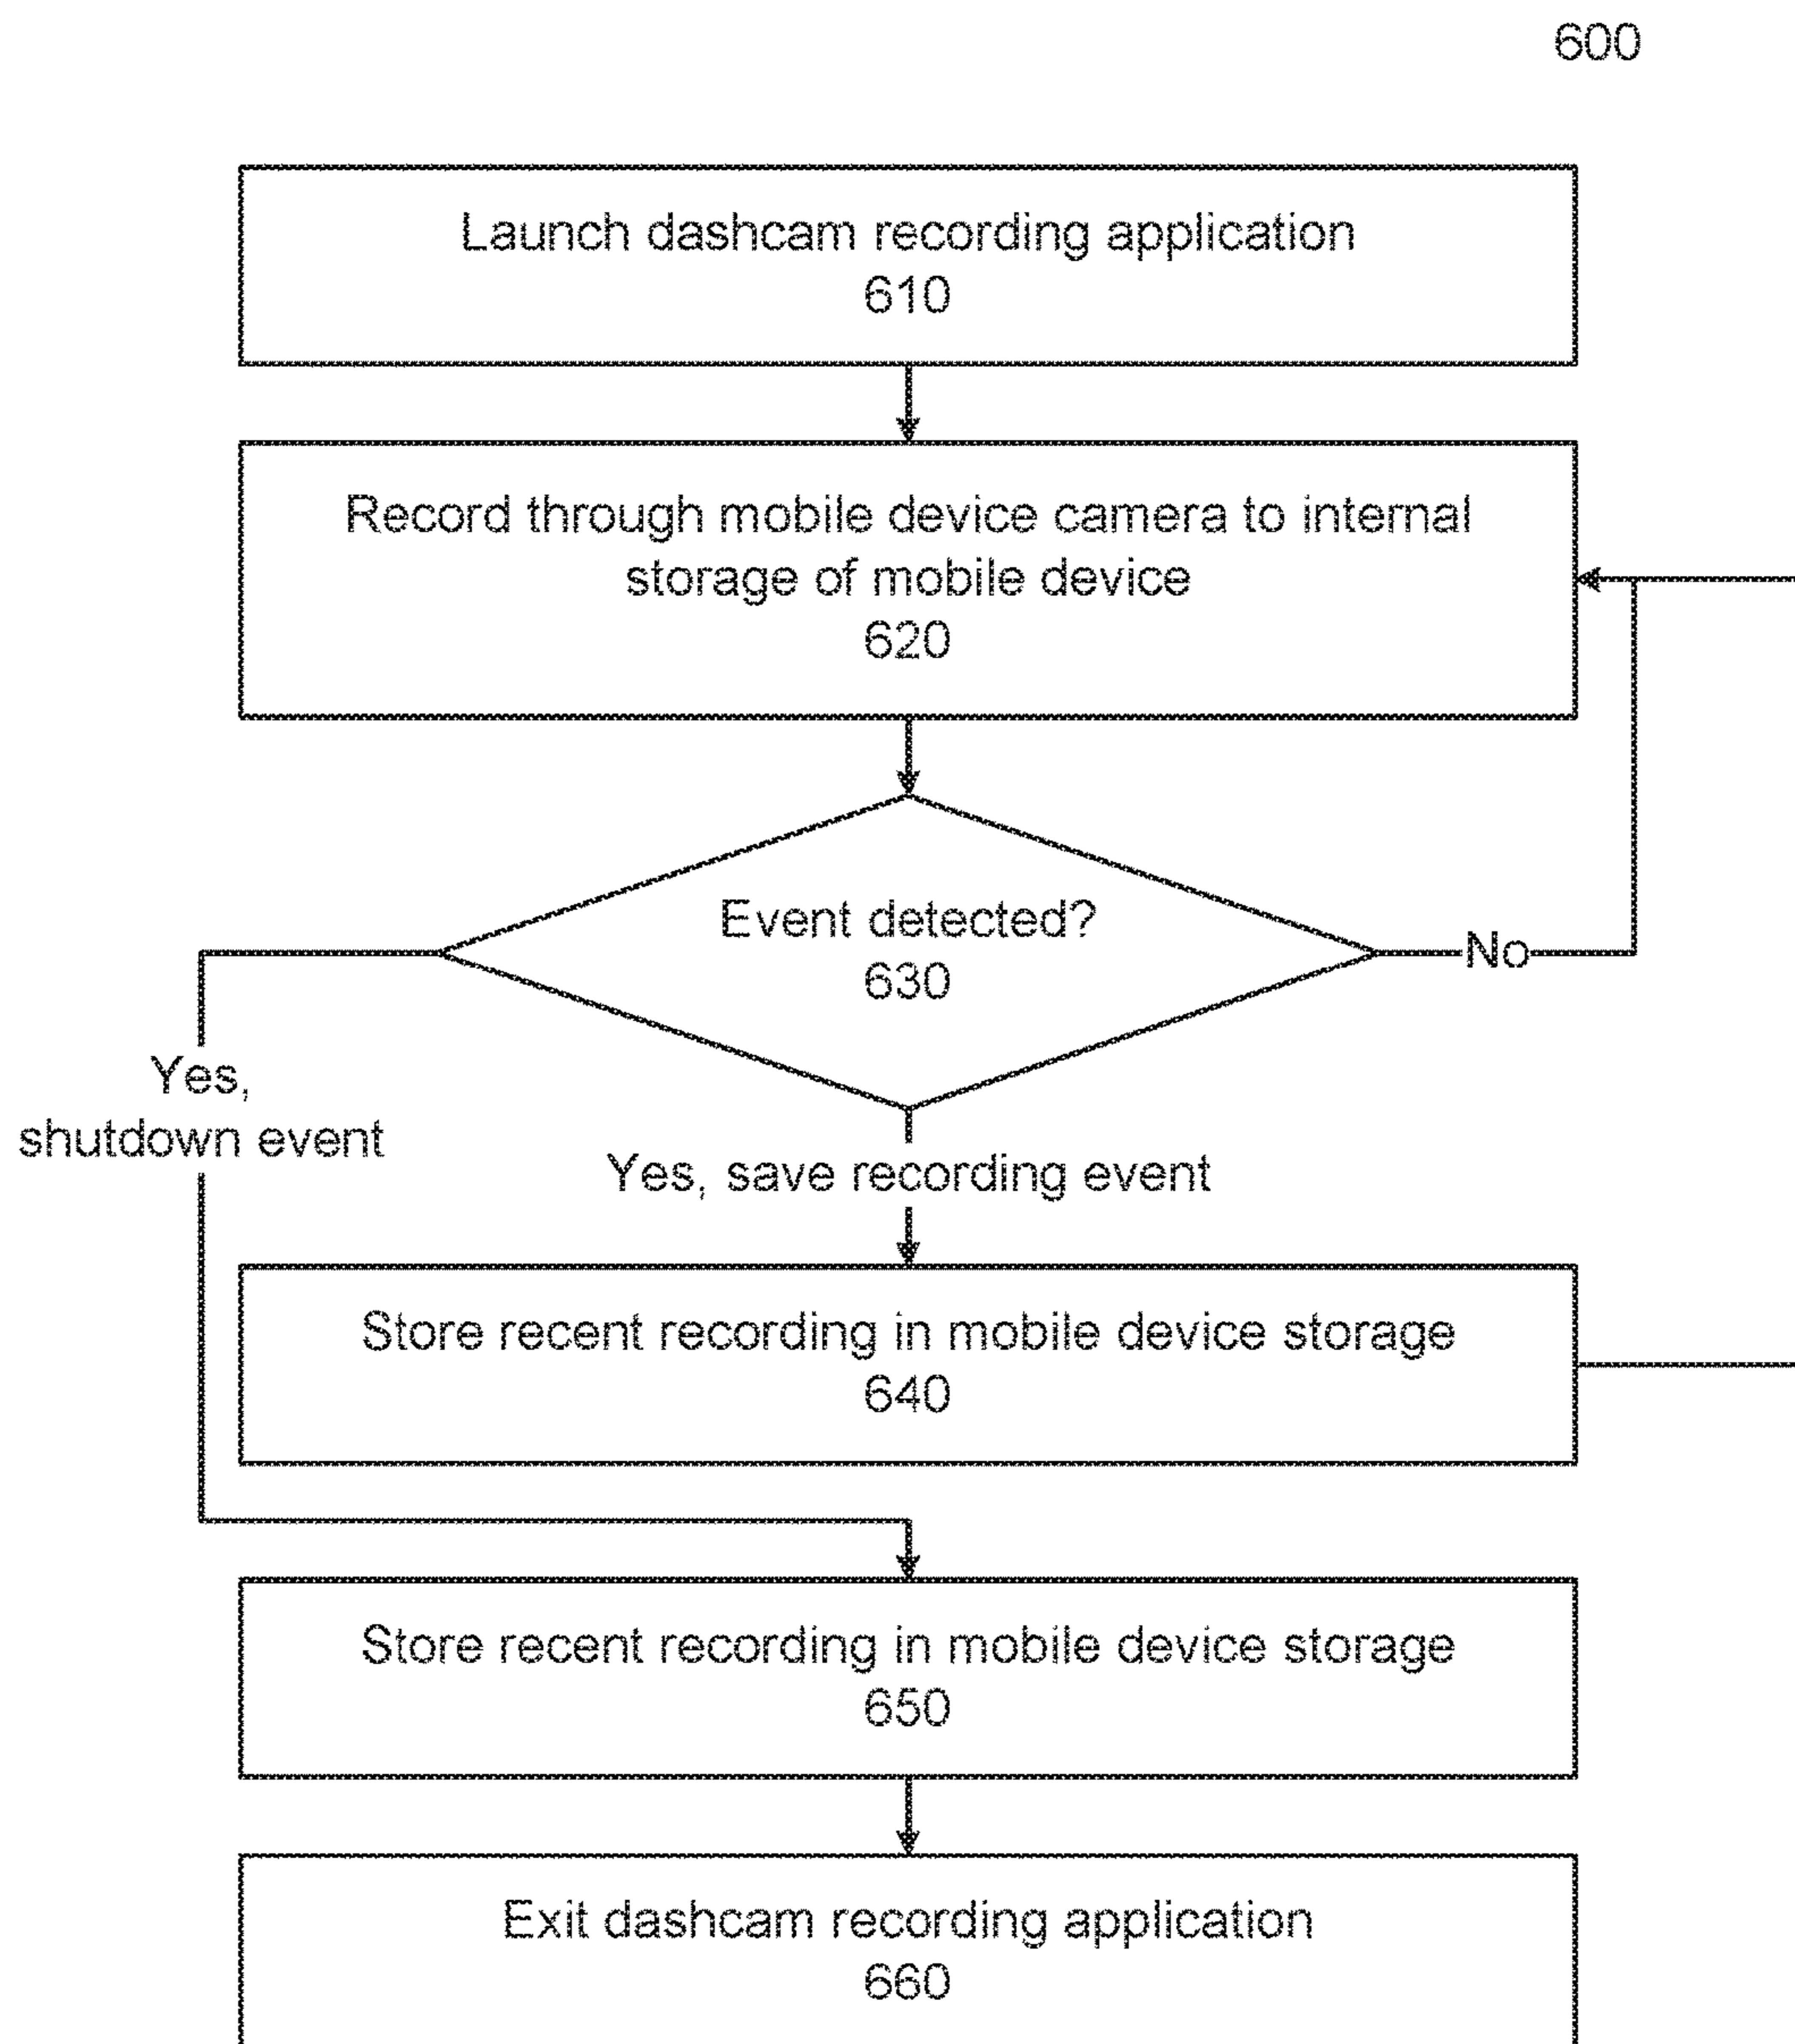 600
Launch dashcam recording application
610
Record through mobile device camera to internal
storage of mobile device
620
Event detected?
630
No
Yes,
shutdown event
Yes, save recording event
Store recent recording in mobile device storage
640
Store recent recording in mobile device storage
650
Exit dashcam recording application
660